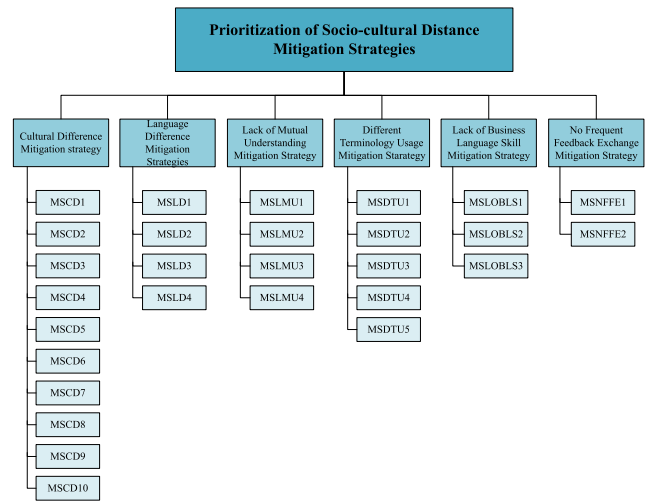 Prioritization of Socio-cultural Distance
Mitigation Strategies
Cultural Difference
Mitigation strategy
MSCD1
MSCD2
MSCD3
MSCD4
MSCD5
MSCD6
MSCD7
MSCD8
MSCD9
MSCD10
Language
Difference
Mitigation
Strategies
MSLD1
MSLD2
MSLD3
MSLD4
Lack of Mutual
Understanding
Mitigation Strategy
MSLMU1
MSLMU2
MSLMU3
MSLMU4
Different
Terminology Usage
Mitigation Starategy
MSDTU1
MSDTU2
MSDTU3
MSDTU4
MSDTU5
Lack of Business
Language Skill
Mitigation Strategy
MSLOBLS1
MSLOBLS2
MSLOBLS3
No Frequent
Feedback Exchange
Mitigation Strategy
MSNFFE1
MSNFFE2